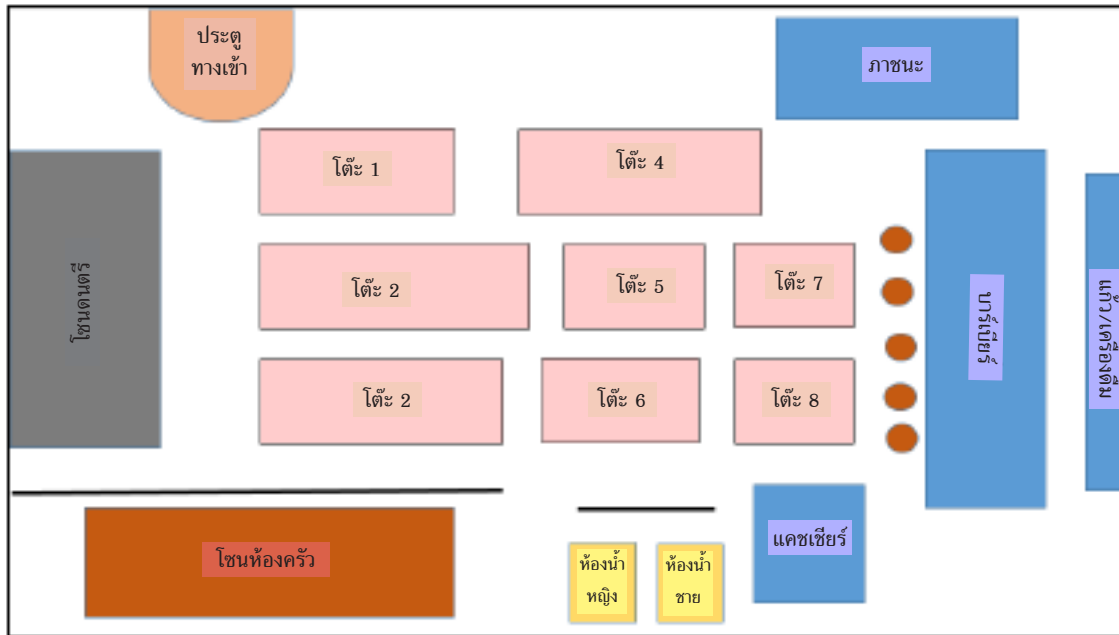 ประตู
ทางเข้า
ภาชนะ
โต๊ะ 1
โต๊ะ 4
โซนดนตรี
โต๊ะ 2
โต๊ะ 5
โต๊ะ 7
บาร์เบียร์
แก้ว/เครื่องดื่ม
โต๊ะ 2
โต๊ะ 6
โต๊ะ 8
โซนห้องครัว
ห้องน้ำ
หญิง
ห้องน้ำ
ชาย
แคชเชียร์